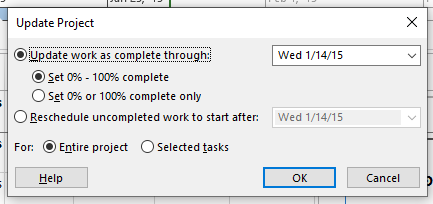 Update Project
Update work as complete through: Wed 1/14/15
Set 0% - 100% complete
Set 0% or 100% complete only
Reschedule uncompleted work to start after: Wed 1/14/15
For: Entire project Selected tasks
Help OK Cancel